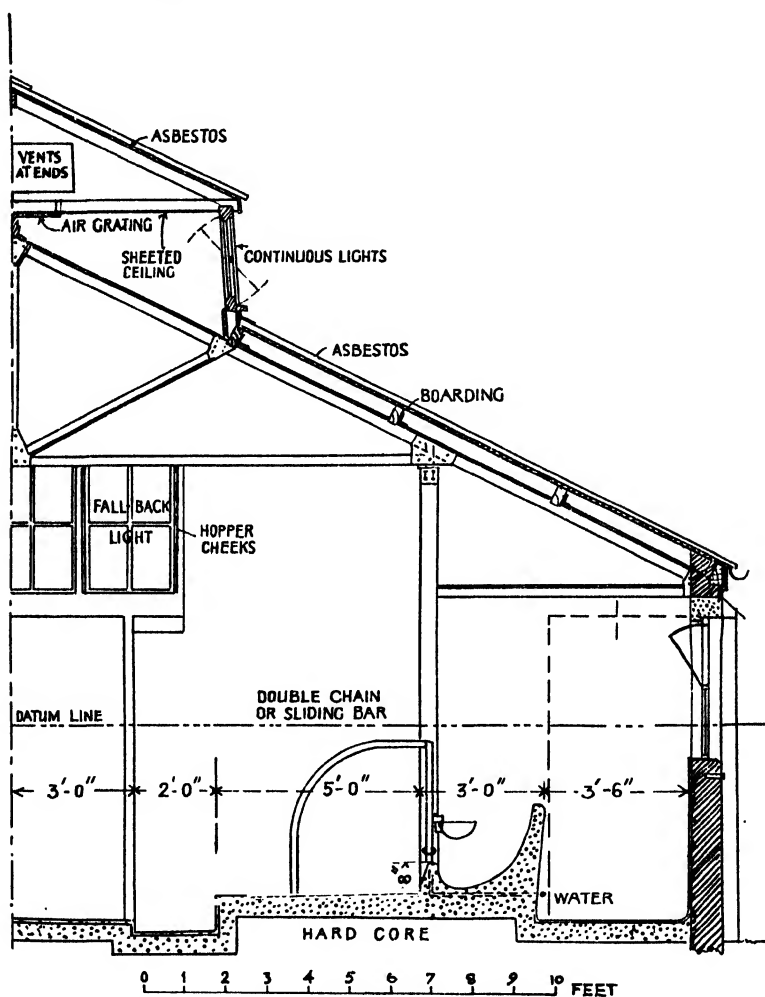 ASBESTOS
VENTS
AT ENDS
AIR GRATING
SHEETED
CEILING
CONTINUOUS LIGHTS
ASBESTOS
BOARDING
FALL BACK
LIGHT
HOPPER
CHEEKS
DOUBLE CHAIN
OR SLIDING BAR
DATUM LINE
3'-0" 2'-0" 5'-0" 3'-0" 3'-6"
8"
WATER
HARD CORE
0 1 2 3 4 5 6 7 8 9 10 FEET